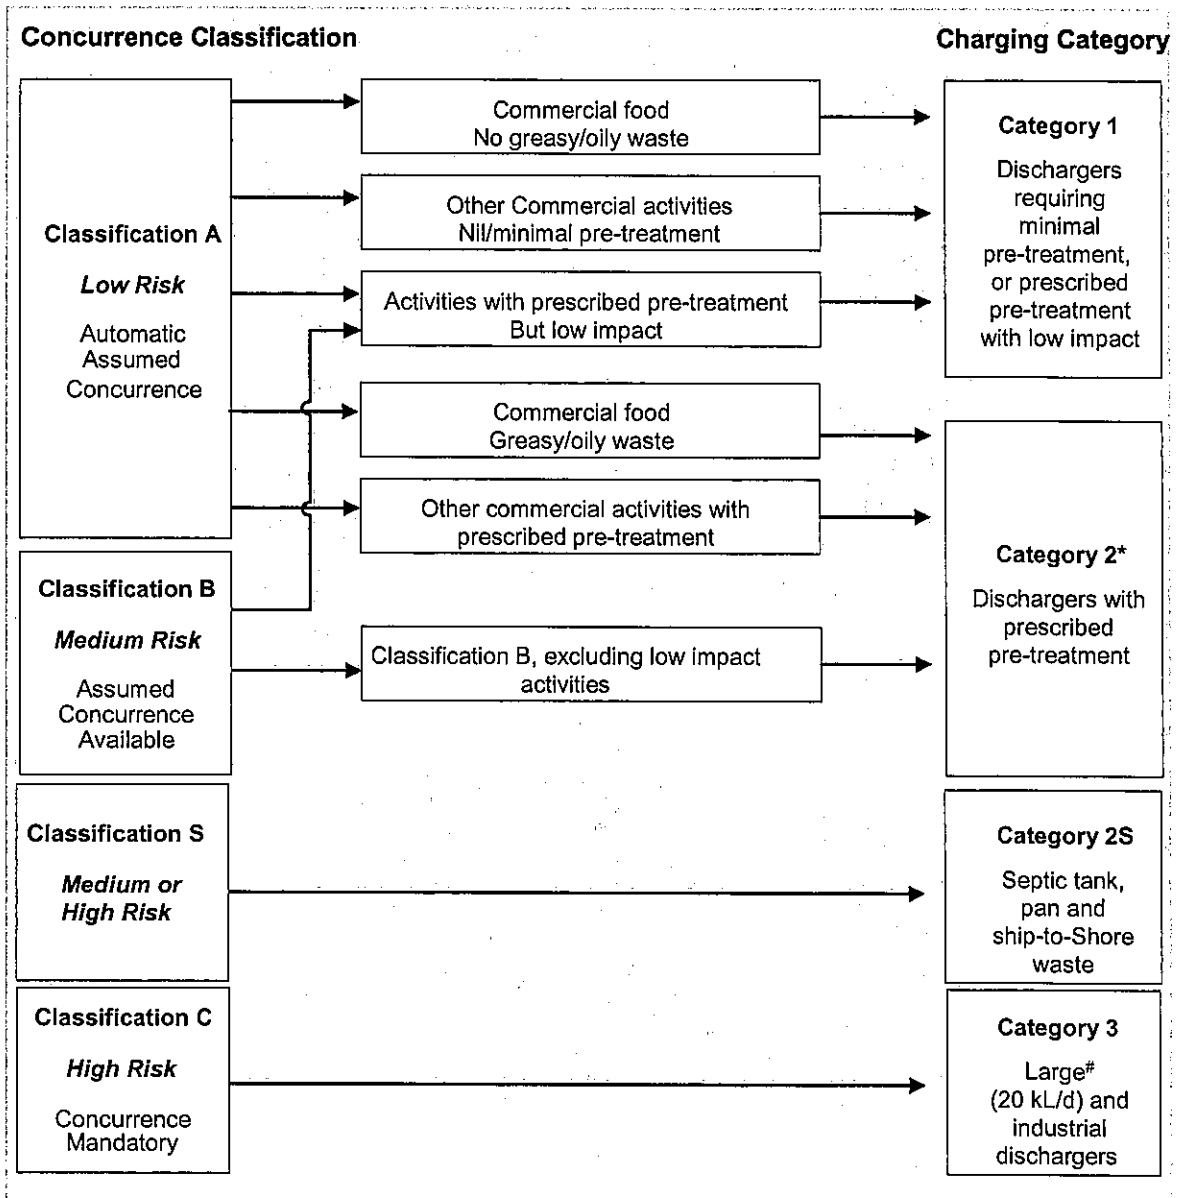 Concurrence Classification
Charging Category
Classification A
Low Risk
Automatic
Assumed
Concurrence
Commercial food
No greasy/oily waste
Other Commercial activities
Nil/minimal pre-treatment
Activities with prescribed pre-treatment
But low impact
Commercial food
Greasy/oily waste
Other commercial activities with
prescribed pre-treatment
Category 1
Dischargers
requiring
minimal
pre-treatment,
or prescribed
pre-treatment
with low impact
Classification B
Medium Risk
Assumed
Concurrence
Available
Classification B, excluding low impact
activities
Category 2*
Dischargers with
prescribed
pre-treatment
Classification S
Medium or
High Risk
Category 2S
Septic tank,
pan and
ship-to-Shore
waste
Classification C
High Risk
Concurrence
Mandatory
Category 3
Large#
(20 kL/d) and
industrial
dischargers